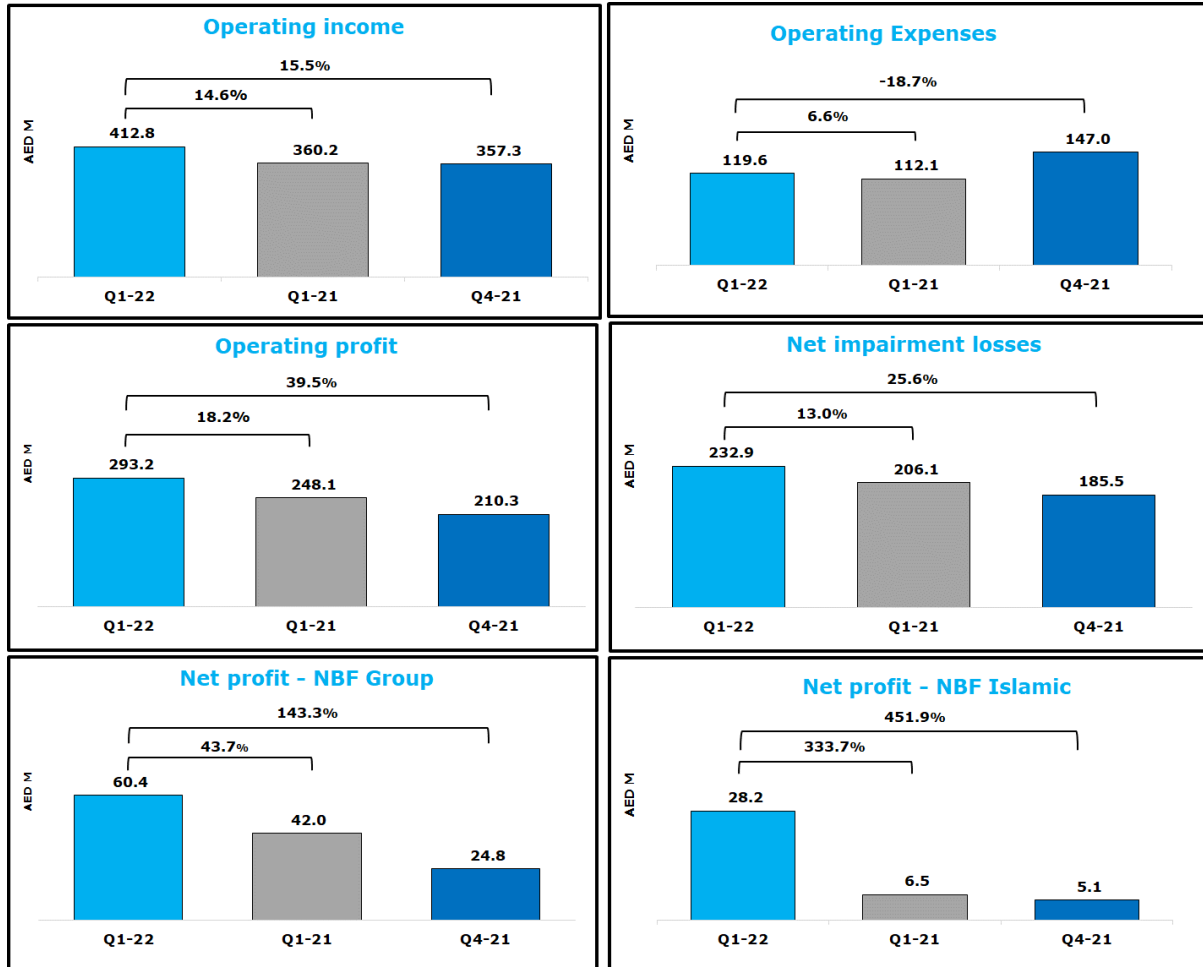 Operating income
15.5%
14.6%
AED M
412.8
360.2
357.3
Q1-22
Q1-21
Q4-21
Operating Expenses
-18.7%
6.6%
AED M
119.6
112.1
147.0
Q1-22
Q1-21
Q4-21
Operating profit
39.5%
18.2%
AED M
293.2
248.1
210.3
Q1-22
Q1-21
Q4-21
Net impairment losses
25.6%
13.0%
AED M
232.9
206.1
185.5
Q1-22
Q1-21
Q4-21
Net profit – NBF Group
143.3%
43.7%
AED M
60.4
42.0
24.8
Q1-22
Q1-21
Q4-21
Net profit – NBF Islamic
451.9%
333.7%
AED M
28.2
6.5
5.1
Q1-22
Q1-21
Q4-21